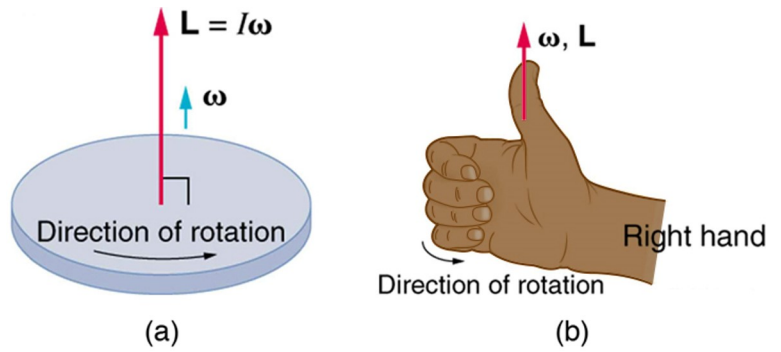 L = Iω
ω
Direction of rotation
(a)
ω, L
Right hand
Direction of rotation
(b)